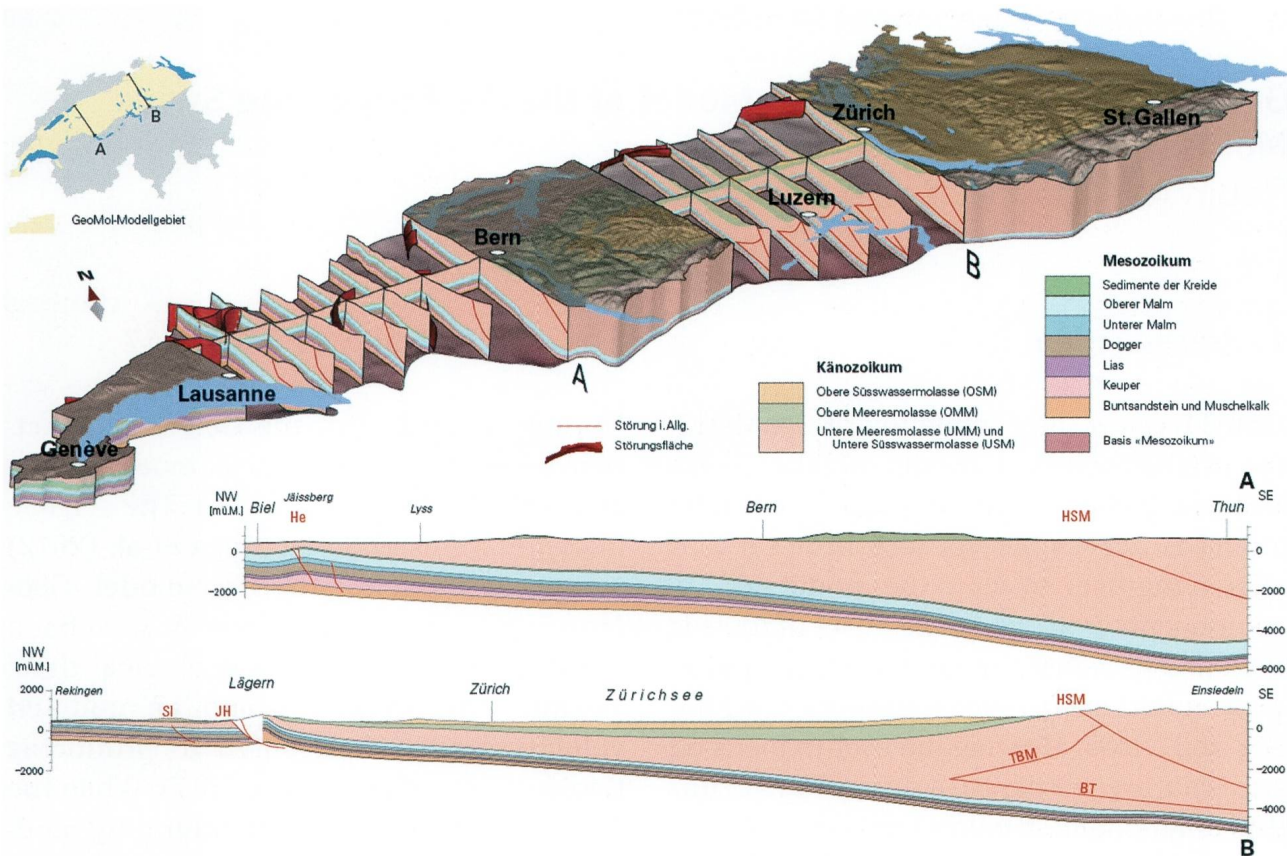 GeoMol-Modellgebiet
A
B
N
Genève
Lausanne
Bern
Luzern
Zürich
St. Gallen
A
B
Störung i. Allg.
Störungsfläche
Känozoikum
Obere Süsswassermolasse (OSM)
Obere Meeresmolasse (OMM)
Untere Meeresmolasse (UMM) und
Untere Süsswassermolasse (USM)
Mesozoikum
Sedimente der Kreide
Oberer Malm
Unterer Malm
Dogger
Lias
Keuper
Buntsandstein und Muschelkalk
Basis «Mesozoikum»
A
NW
[mü.M.]
Biel
Jäissberg
He
Lyss
Bern
HSM
Thun
SE
0
-2000
0
-2000
-4000
-6000
NW
[mü.M.]
2000
0
-2000
Rekingen
SI
JH
Lägern
Zürich
Zürichsee
HSM
TBM
BT
Einsiedeln
SE
0
-2000
-4000
B